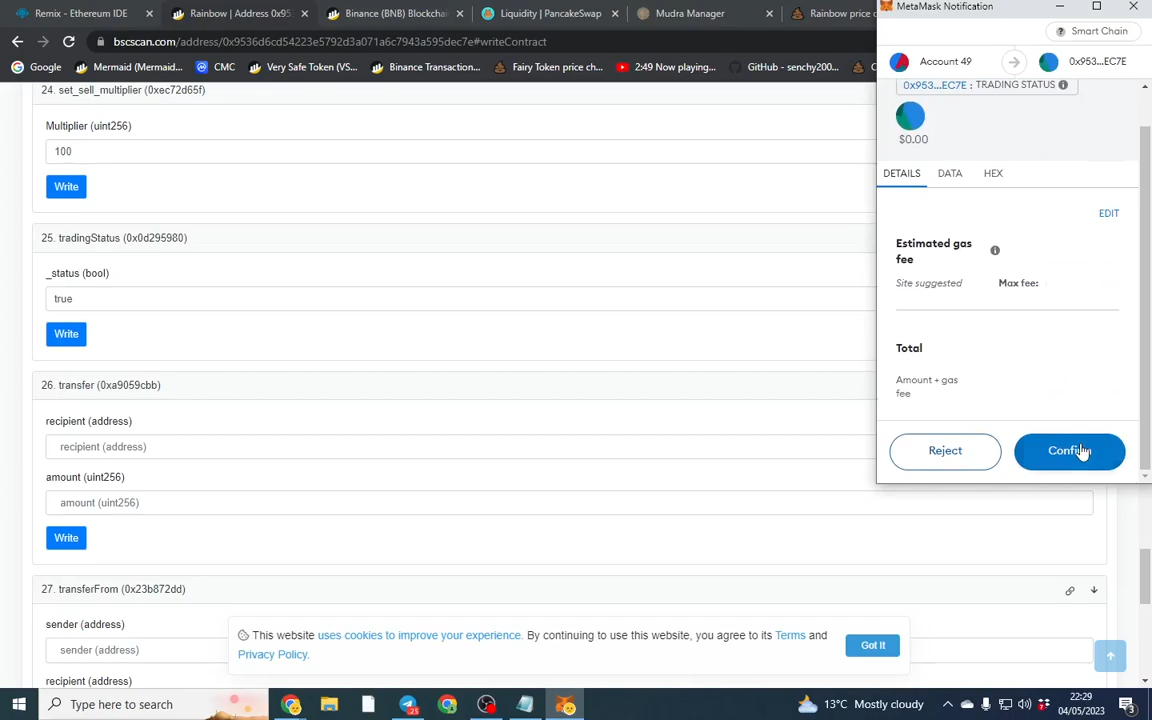 Remix - Ethereum IDE
Rainbow | Address 0x95
Binance (BNB) Blockcha
Liquidity | PancakeSwap
Mudra Manager
Rainbow price c
MetaMask Notification
bscscan.com/address/0x9536d6cd54223e5792d3a071a6c7943a595dec7e#writeContract
Smart Chain
Google
Mermaid (Mermaid...
CMC
Very Safe Token (VS...
Binance Transaction...
Fairy Token price ch...
2:49 Now playing...
GitHub - senchy200...
Account 49
0x953...EC7E
24. set_sell_multiplier (0xec72d65f)
0x953...EC7E : TRADING STATUS
Multiplier (uint256)
100
$0.00
Write
DETAILS
DATA
HEX
EDIT
25. tradingStatus (0x0d295980)
Estimated gas
fee
_status (bool)
Site suggested
Max fee:
true
Write
Total
26. transfer (0xa9059cbb)
Amount + gas
fee
recipient (address)
recipient (address)
Reject
Confirm
amount (uint256)
amount (uint256)
Write
27. transferFrom (0x23b872dd)
sender (address)
sender (address)
This website uses cookies to improve your experience. By continuing to use this website, you agree to its Terms and
Privacy Policy.
Got It
recipient (address)
Type here to search
25
13°C Mostly cloudy
22:29
04/05/2023
3